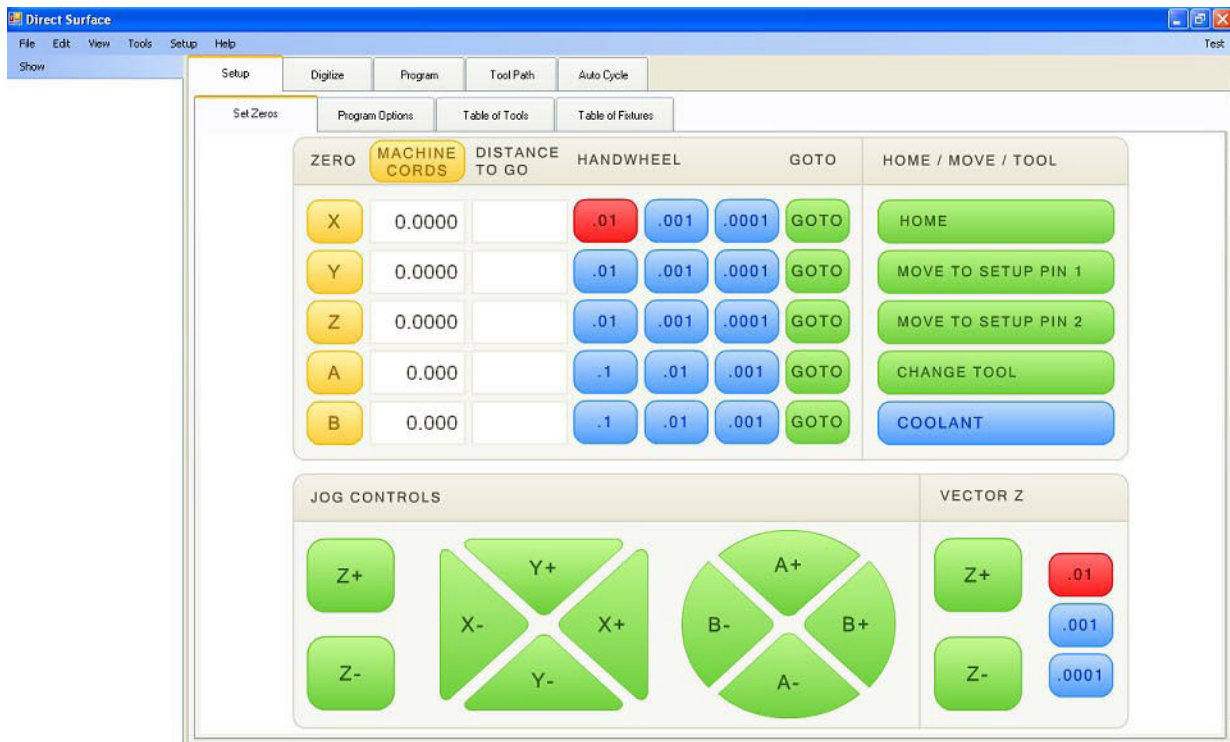 Direct Surface
File Edit View Tools Setup Help Test
Show
Setup Digitize Program Tool Path Auto Cycle
Set Zeros Program Options Table of Tools Table of Fixtures
ZERO MACHINE CORDS DISTANCE TO GO HANDWHEEL GOTO HOME / MOVE / TOOL
X 0.0000 .01 .001 .0001 GOTO HOME
Y 0.0000 .01 .001 .0001 GOTO MOVE TO SETUP PIN 1
Z 0.0000 .01 .001 .0001 GOTO MOVE TO SETUP PIN 2
A 0.000 .1 .01 .001 GOTO CHANGE TOOL
B 0.000 .1 .01 .001 GOTO COOLANT
JOG CONTROLS VECTOR Z
Z+ Y+ A+ Z+ .01
X- X+ B- B+ .001
Z- Y- A- Z- .0001